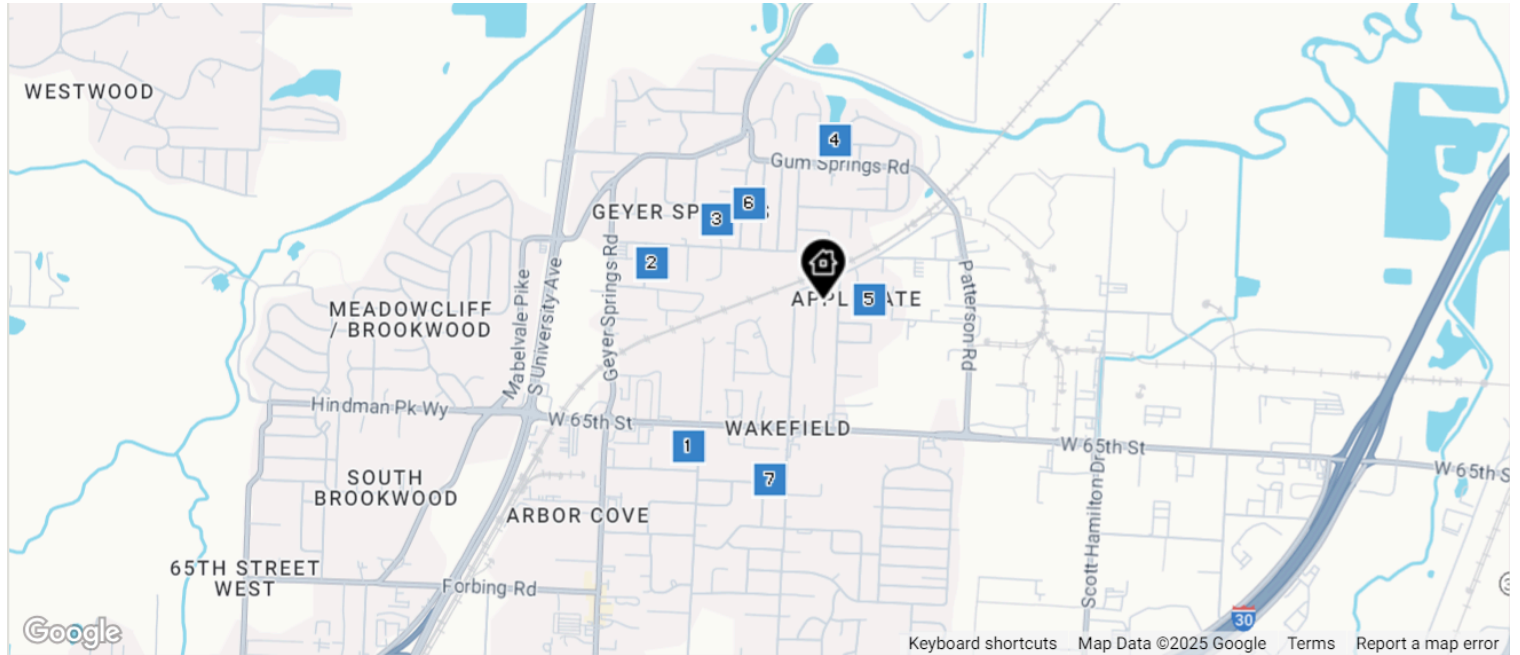 WESTWOOD
4
Gum Springs Rd
6
GEYER SP S
3
2
Mabelvale Pike
S University Ave
Geyer Springs Rd
Patterson Rd
APPL ATE
5
MEADOWCLIFF
/ BROOKWOOD
Hindman Pk Wy
W 65th St
WAKEFIELD
1
W 65th St
W 65th S
7
SOUTH
BROOKWOOD
ARBOR COVE
Scott Hamilton Dr
65TH STREET
WEST
Forbing Rd
30
Google
Keyboard shortcuts
Map Data ©2025 Google
Terms
Report a map error